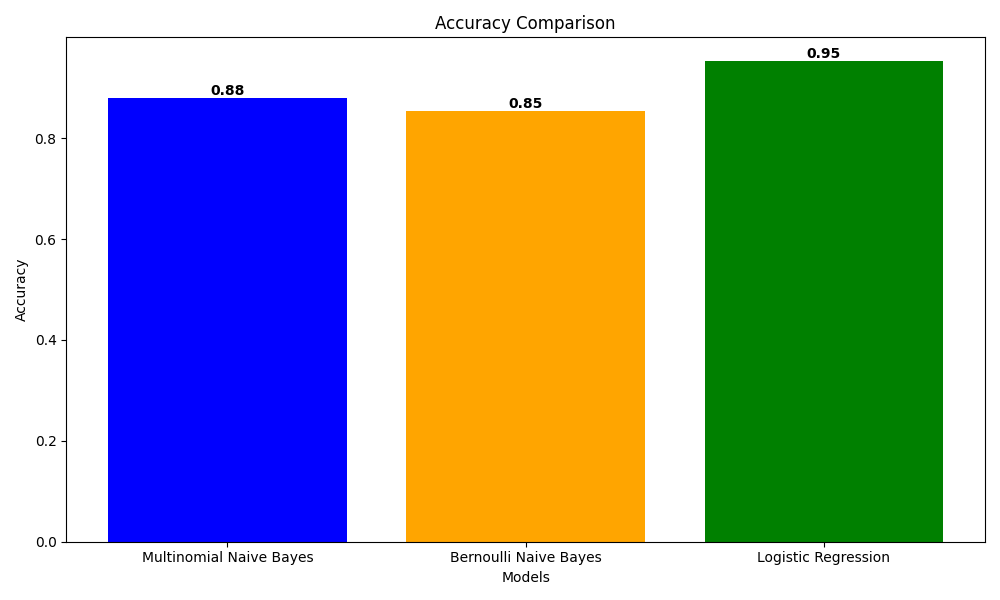 Accuracy Comparison
0.95
0.88
0.85
Accuracy
0.8
0.6
0.4
0.2
0.0
Multinomial Naive Bayes
Bernoulli Naive Bayes
Logistic Regression
Models